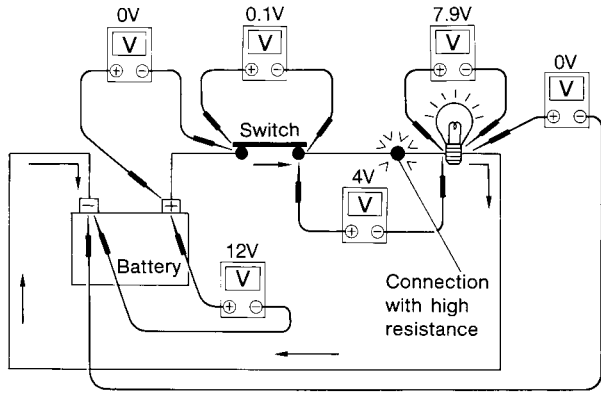 0V
V
+ −
0.1V
V
+ −
7.9V
V
+ −
0V
V
+ −
Switch
4V
V
+ −
− +
Battery
12V
V
+ −
Connection
with high
resistance